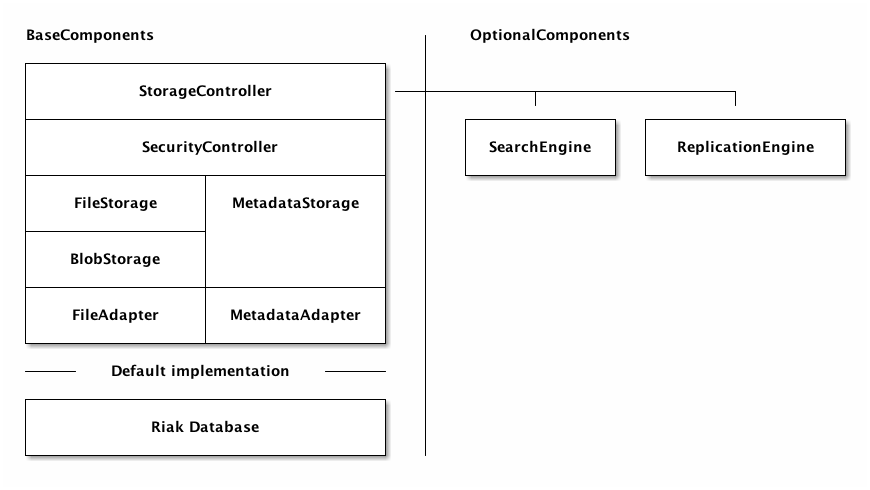 BaseComponents
OptionalComponents
StorageController
SecurityController
SearchEngine
ReplicationEngine
FileStorage
MetadataStorage
BlobStorage
FileAdapter
MetadataAdapter
Default implementation
Riak Database